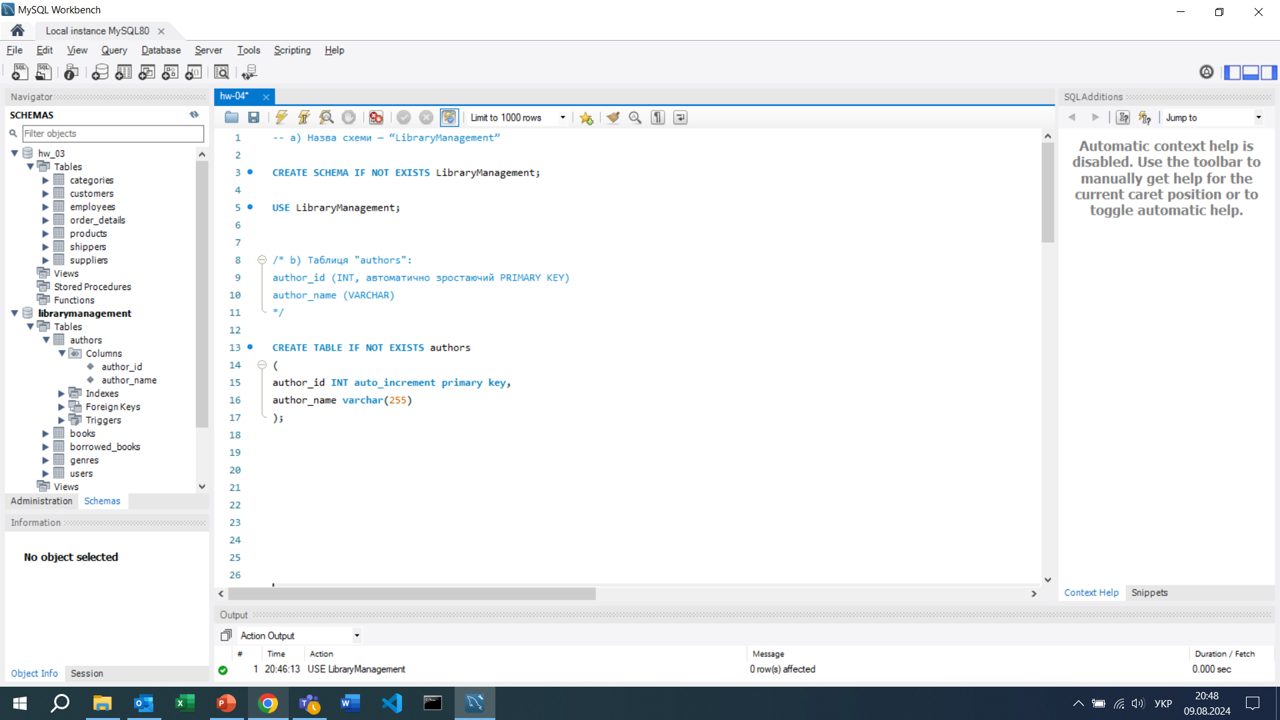 MySQL Workbench
Local instance MySQL80
File Edit View Query Database Server Tools Scripting Help
Navigator
SCHEMAS
Filter objects
hw_03
Tables
categories
customers
employees
order_details
products
shippers
suppliers
Views
Stored Procedures
Functions
librarymanagement
Tables
authors
Columns
author_id
author_name
Indexes
Foreign Keys
Triggers
books
borrowed_books
genres
users
Views
Administration Schemas
Information
No object selected
Object Info Session
hw-04*
Limit to 1000 rows
1 -- a) Назва схеми — “LibraryManagement”
2
3 CREATE SCHEMA IF NOT EXISTS LibraryManagement;
4
5 USE LibraryManagement;
6
7
8 /* b) Таблиця "authors":
9 author_id (INT, автоматично зростаючий PRIMARY KEY)
10 author_name (VARCHAR)
11 */
12
13 CREATE TABLE IF NOT EXISTS authors
14 (
15 author_id INT auto_increment primary key,
16 author_name varchar(255)
17 );
18
19
20
21
22
23
24
25
26
Output
Action Output
# Time Action Message Duration / Fetch
1 20:46:13 USE LibraryManagement 0 row(s) affected 0.000 sec
SQLAdditions
Jump to
Automatic context help is
disabled. Use the toolbar to
manually get help for the
current caret position or to
toggle automatic help.
Context Help Snippets
УКР
20:48
09.08.2024